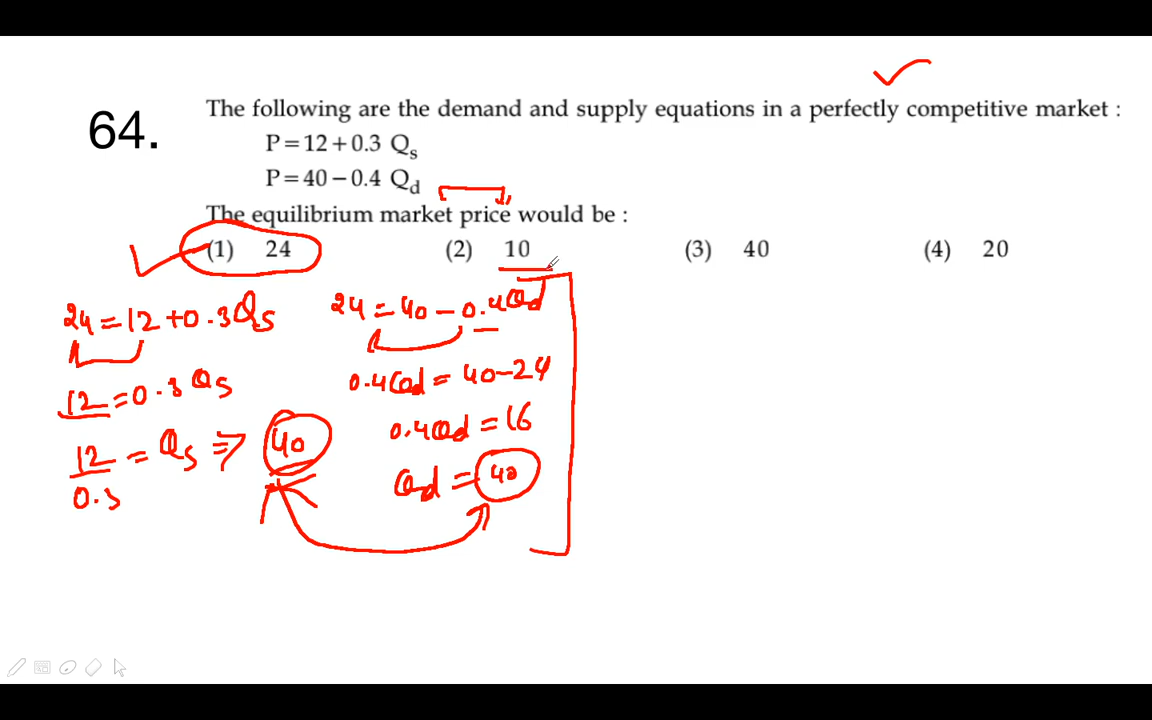 64.
The following are the demand and supply equations in a perfectly competitive market :
P = 12 + 0.3 Qs
P = 40 − 0.4 Qd
The equilibrium market price would be :
(1) 24 (2) 10 (3) 40 (4) 20
24 = 12 + 0.3Qs
12 = 0.3 Qs
12/0.3 = Qs ⇒ 40
24 = 40 − 0.4Qd
0.4Qd = 40 − 24
0.4Qd = 16
Qd = 40